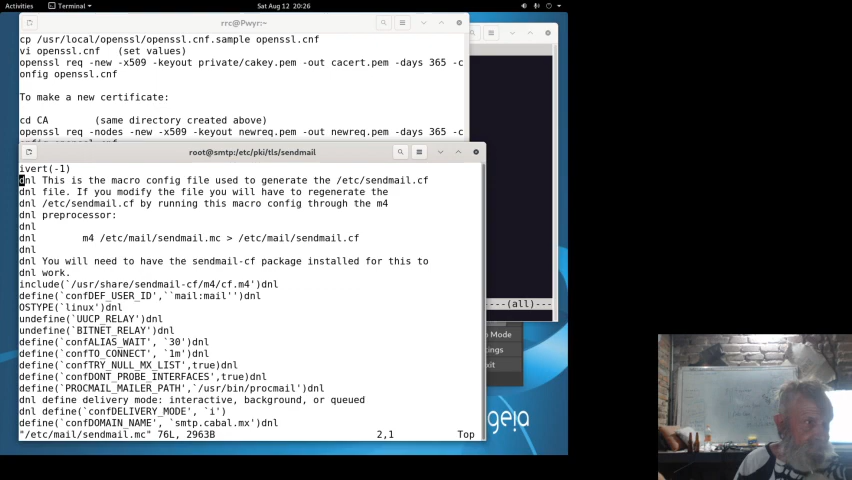 Activities
Terminal
Sat Aug 12 20:26
rrc@Pwyr:~
cp /usr/local/openssl/openssl.cnf.sample openssl.cnf
vi openssl.cnf   (set values)
openssl req -new -x509 -keyout private/cakey.pem -out cacert.pem -days 365 -c
onfig openssl.cnf
To make a new certificate:
cd CA      (same directory created above)
openssl req -nodes -new -x509 -keyout newreq.pem -out newreq.pem -days 365 -c
root@smtp:/etc/pki/tls/sendmail
ivert(-1)
dnl This is the macro config file used to generate the /etc/sendmail.cf
dnl file. If you modify the file you will have to regenerate the
dnl /etc/sendmail.cf by running this macro config through the m4
dnl preprocessor:
dnl
dnl        m4 /etc/mail/sendmail.mc > /etc/mail/sendmail.cf
dnl
dnl You will need to have the sendmail-cf package installed for this to
dnl work.
include(`/usr/share/sendmail-cf/m4/cf.m4')dnl
define(`confDEF_USER_ID',``mail:mail'')dnl
OSTYPE(`linux')dnl
undefine(`UUCP_RELAY')dnl
undefine(`BITNET_RELAY')dnl
define(`confALIAS_WAIT', `30')dnl
define(`confTO_CONNECT', `1m')dnl
define(`confTRY_NULL_MX_LIST',true)dnl
define(`confDONT_PROBE_INTERFACES',true)dnl
define(`PROCMAIL_MAILER_PATH',`/usr/bin/procmail')dnl
dnl define delivery mode: interactive, background, or queued
dnl define(`confDELIVERY_MODE', `i')
define(`confDOMAIN_NAME', `smtp.cabal.mx')dnl
"/etc/mail/sendmail.mc" 76L, 2963B    2,1    Top
----(all)---
Mode
tings
xit
geia